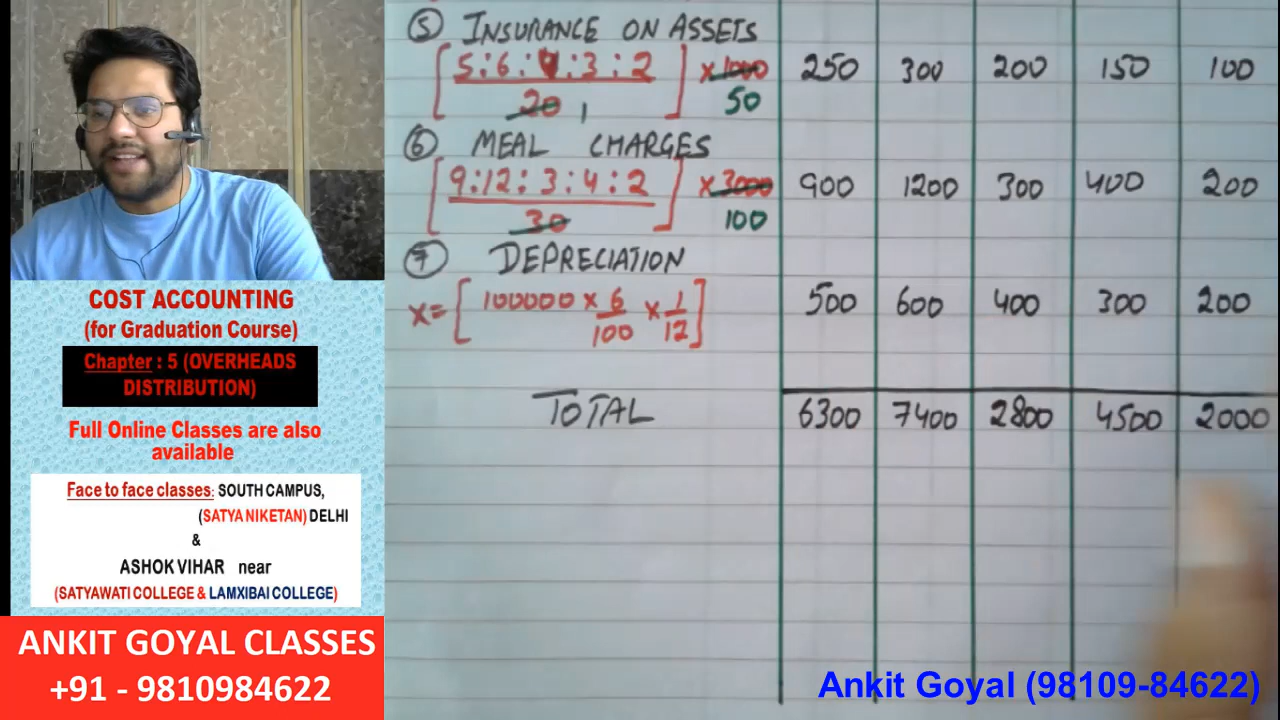 COST ACCOUNTING
(for Graduation Course)
Chapter : 5 (OVERHEADS
DISTRIBUTION)
Full Online Classes are also
available
Face to face classes: SOUTH CAMPUS,
(SATYA NIKETAN) DELHI
&
ASHOK VIHAR near
(SATYAWATI COLLEGE & LAMXIBAI COLLEGE)
ANKIT GOYAL CLASSES
+91 - 9810984622
⑤ INSURANCE ON ASSETS
[5:6:4:3:2 / 20] × 1000 250 300 200 150 100
1 50
⑥ MEAL CHARGES
[9:12:3:4:2 / 30] × 3000 900 1200 300 400 200
100
⑦ DEPRECIATION
x = [100000 × 6/100 × 1/12] 500 600 400 300 200
TOTAL 6300 7400 2800 4500 2000
Ankit Goyal (98109-84622)